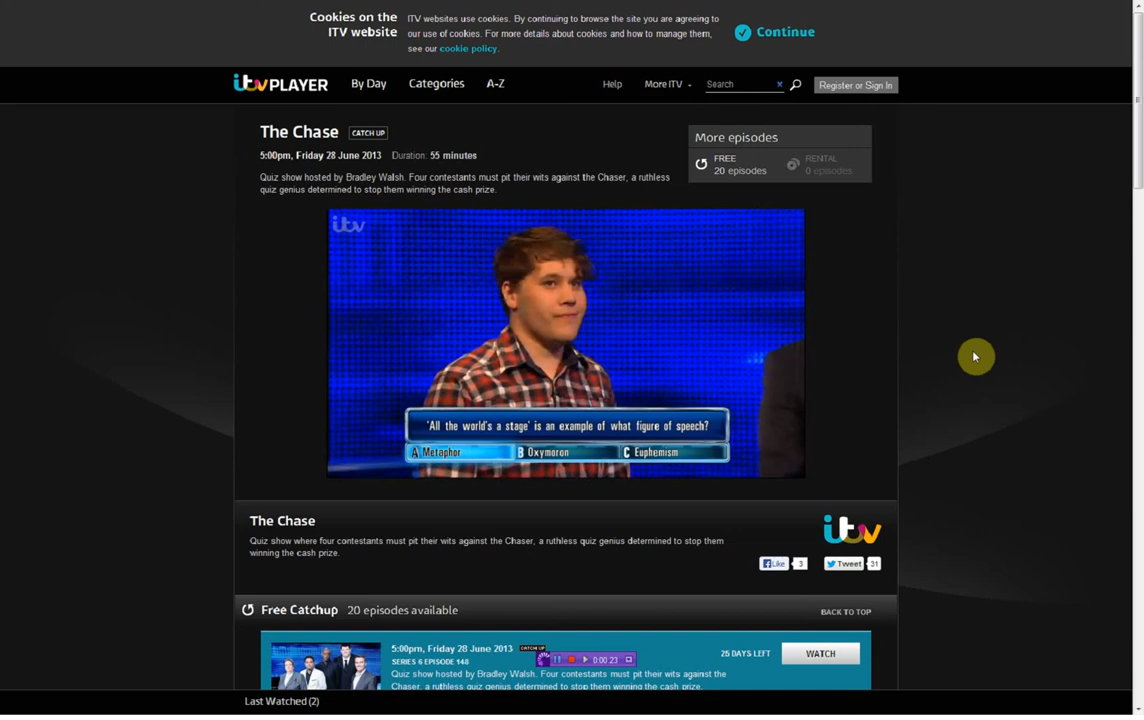 Cookies on the
ITV website
ITV websites use cookies. By continuing to browse the site you are agreeing to
our use of cookies. For more details about cookies and how to manage them,
see our cookie policy.
Continue
itv PLAYER By Day Categories A-Z Help More ITV Search x Register or Sign In
The Chase CATCH UP
5:00pm, Friday 28 June 2013 Duration: 55 minutes
Quiz show hosted by Bradley Walsh. Four contestants must pit their wits against the Chaser, a ruthless
quiz genius determined to stop them winning the cash prize.
More episodes
FREE
20 episodes
RENTAL
0 episodes
itv
'All the world's a stage' is an example of what figure of speech?
A Metaphor B Oxymoron C Euphemism
The Chase
Quiz show where four contestants must pit their wits against the Chaser, a ruthless quiz genius determined to stop them
winning the cash prize.
itv
Like 3 Tweet 31
Free Catchup 20 episodes available BACK TO TOP
5:00pm, Friday 28 June 2013 CATCH UP
SERIES 6 EPISODE 148
0:00:23
25 DAYS LEFT WATCH
Quiz show hosted by Bradley Walsh. Four contestants must pit their wits against the
Chaser, a ruthless quiz genius determined to stop them winning the cash prize.
Last Watched (2)